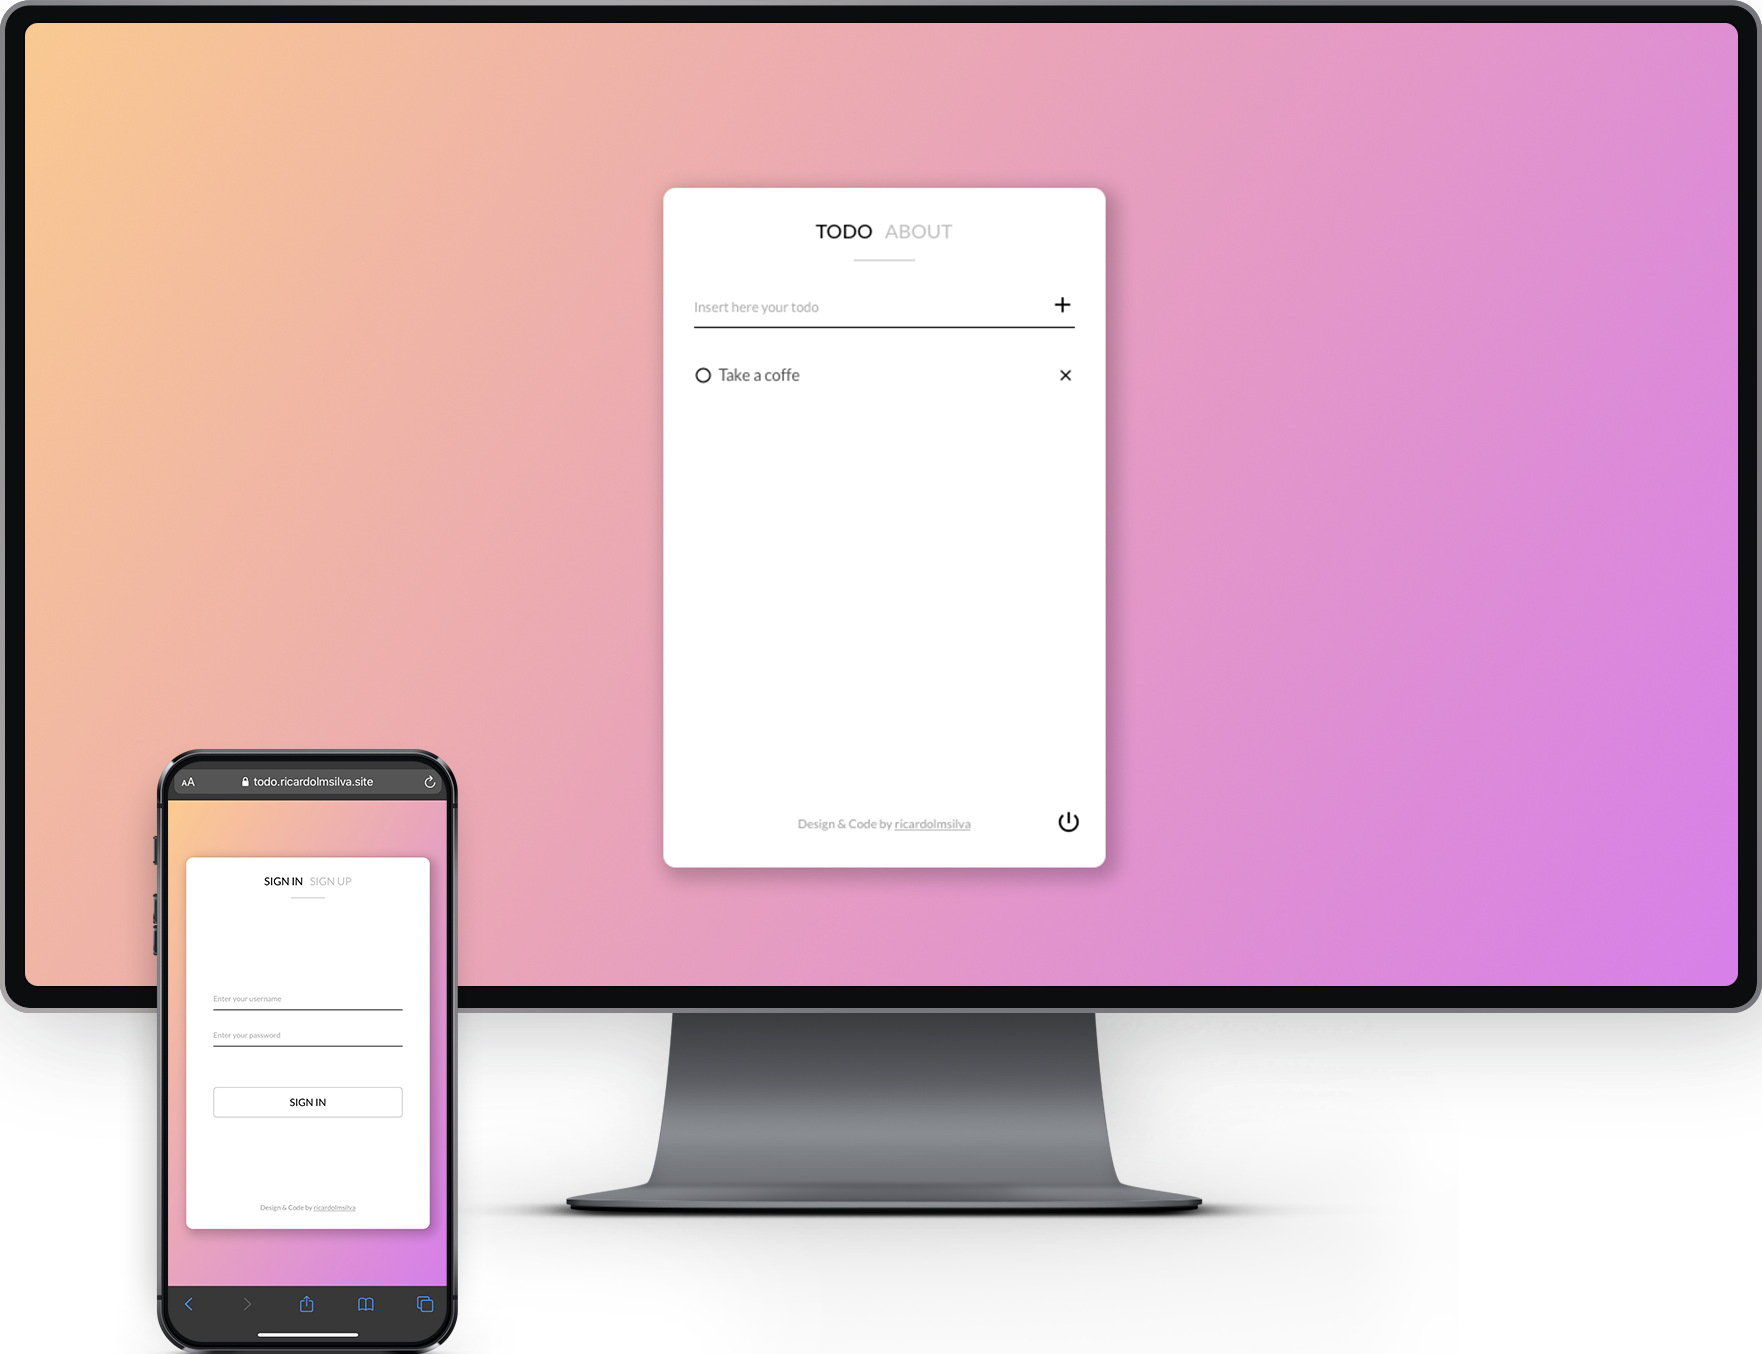 TODO ABOUT
Insert here your todo
Take a coffe
Design & Code by ricardolmsilva
AA todo.ricardolmsilva.site
SIGN IN SIGN UP
Enter your username
Enter your password
SIGN IN
Design & Code by ricardolmsilva